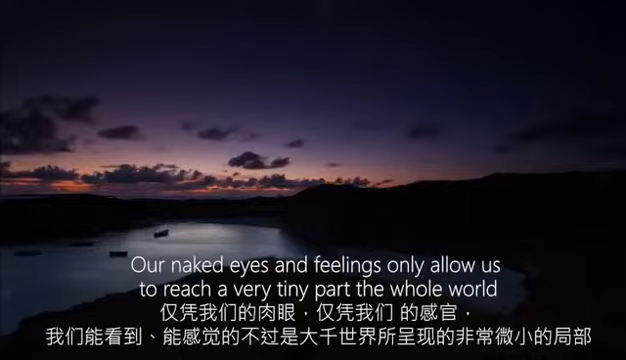 Our naked eyes and feelings only allow us
to reach a very tiny part the whole world
仅凭我们的肉眼，仅凭我们 的感官，
我们能看到、能感觉的不过是大千世界所呈现的非常微小的局部